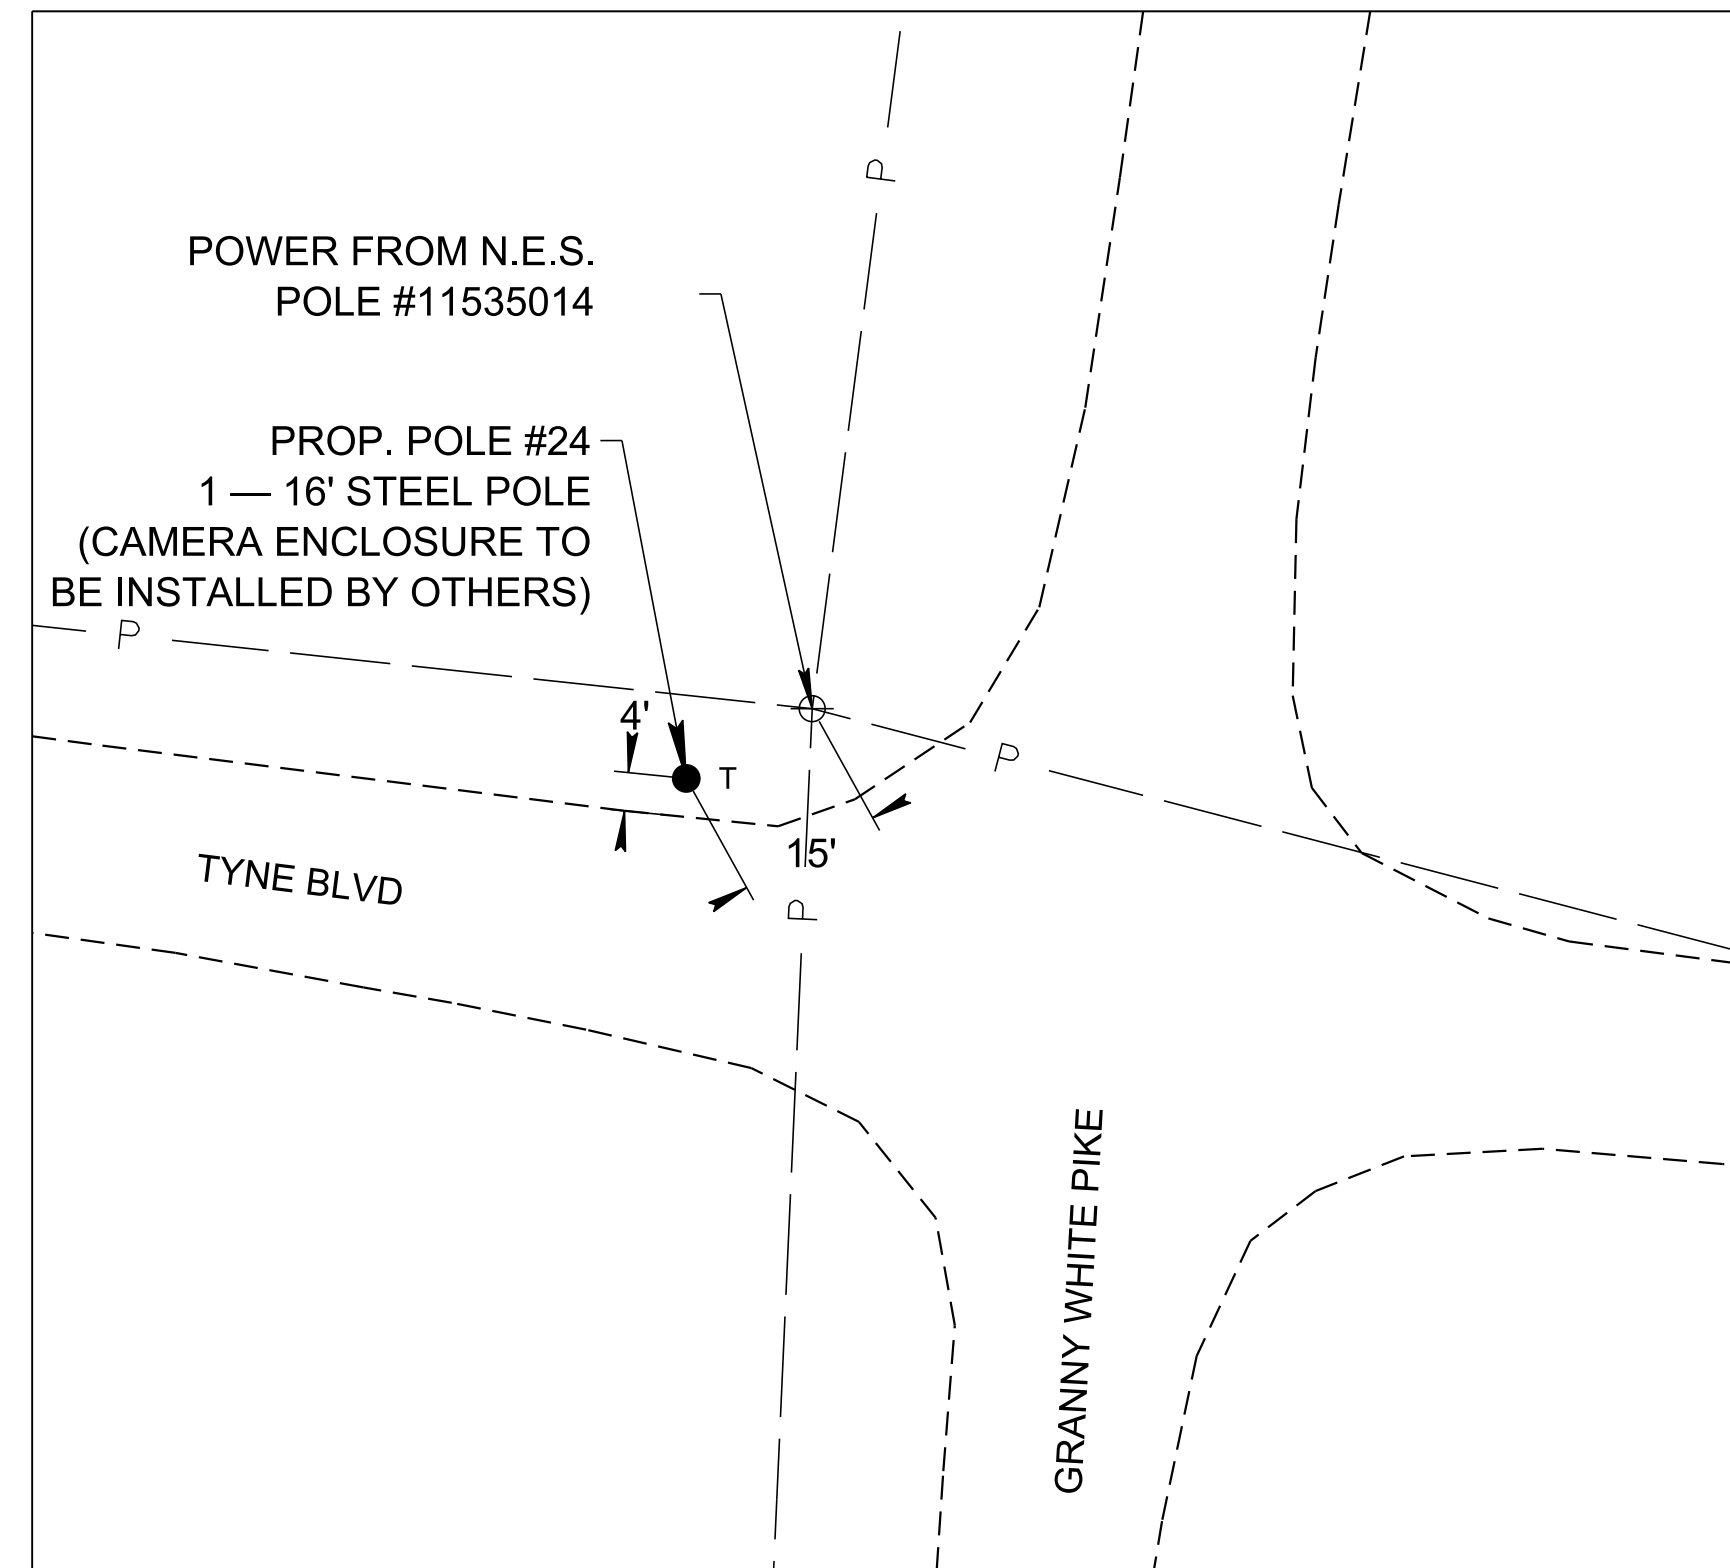 P
POWER FROM N.E.S.
POLE #11535014
PROP. POLE #24
1 — 16' STEEL POLE
(CAMERA ENCLOSURE TO
BE INSTALLED BY OTHERS)
P
4'
T
P
15'
TYNE BLVD
P
GRANNY WHITE PIKE